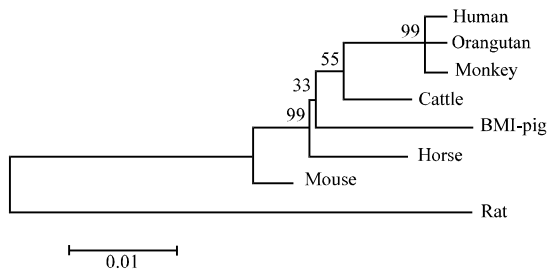 Human
99
Orangutan
55
Monkey
33
Cattle
99
BMI-pig
Horse
Mouse
Rat
0.01